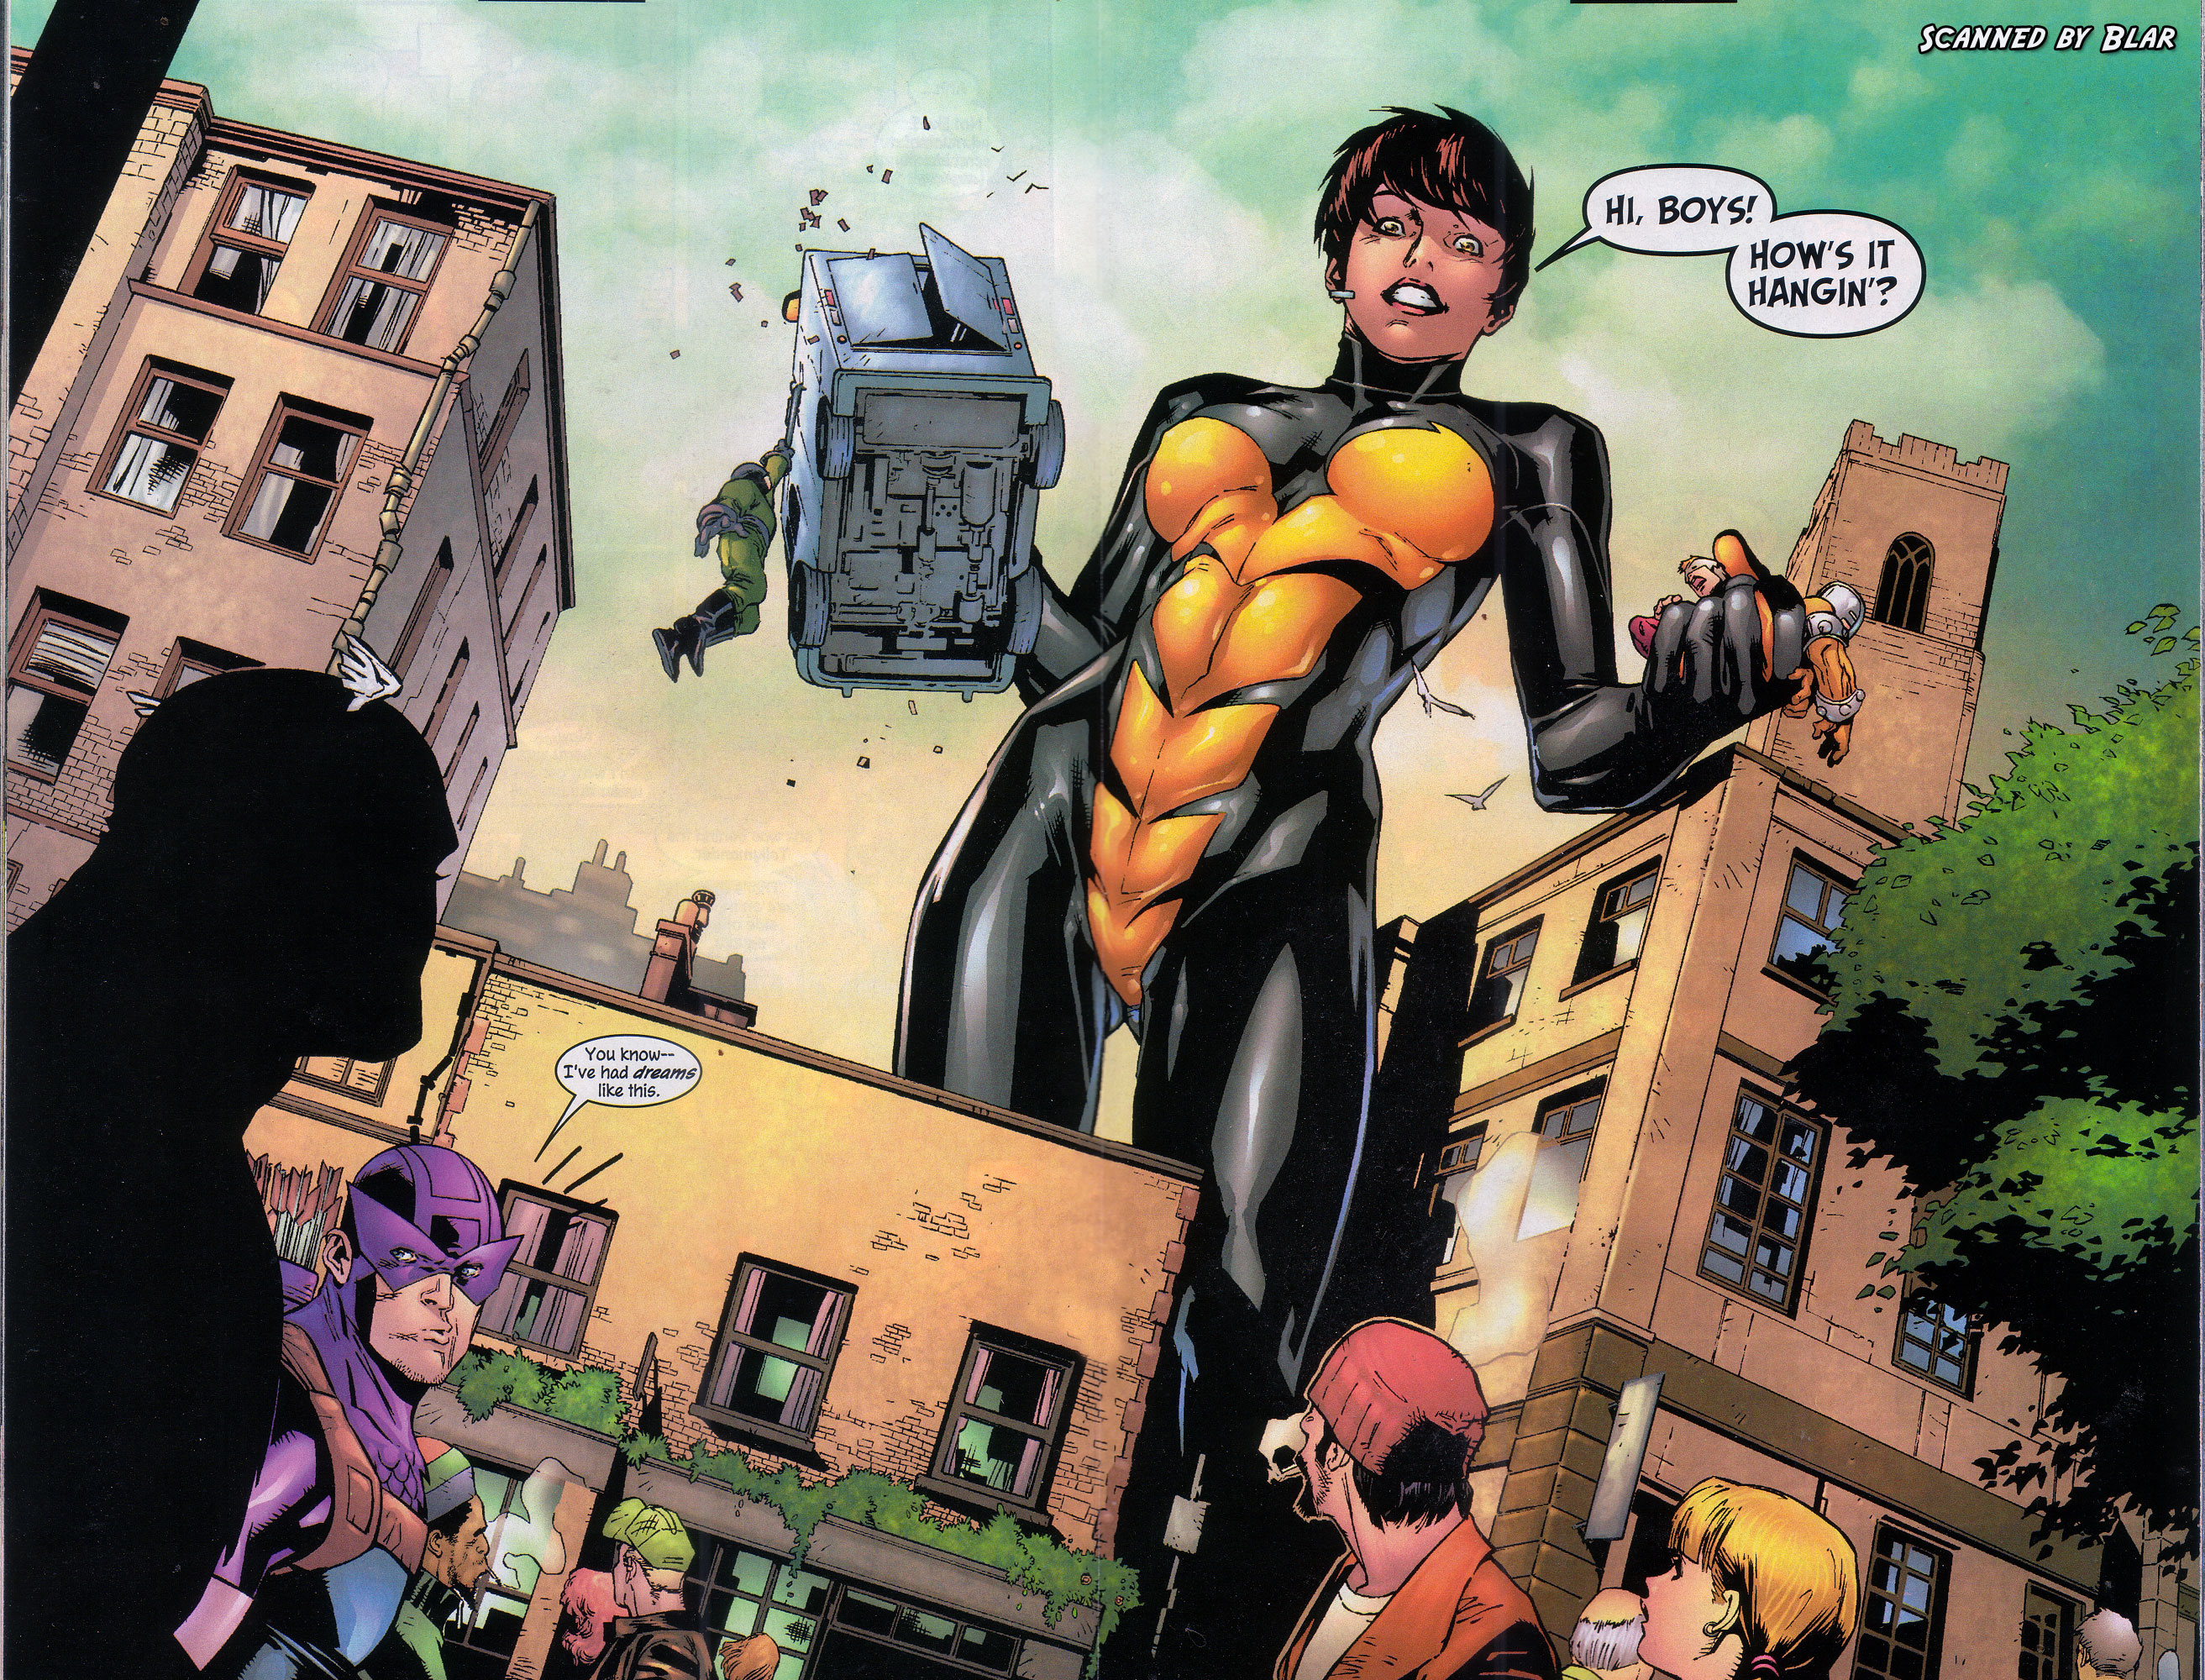 SCANNED BY BLAR
HI, BOYS!
HOW'S IT
HANGIN'?
You know--
I've had dreams
like this.